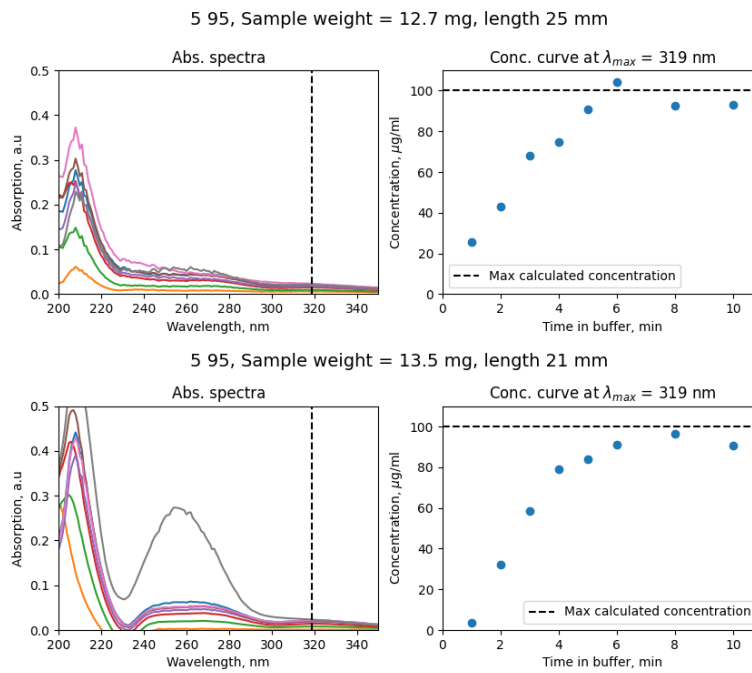 5 95, Sample weight = 12.7 mg, length 25 mm
Abs. spectra
Conc. curve at λmax = 319 nm
0.5
0.4
0.3
0.2
0.1
0.0
Absorption, a.u
200 220 240 260 280 300 320 340
Wavelength, nm
100
80
60
40
20
0
Concentration, μg/ml
Max calculated concentration
0 2 4 6 8 10
Time in buffer, min
5 95, Sample weight = 13.5 mg, length 21 mm
Abs. spectra
Conc. curve at λmax = 319 nm
0.5
0.4
0.3
0.2
0.1
0.0
Absorption, a.u
200 220 240 260 280 300 320 340
Wavelength, nm
100
80
60
40
20
0
Concentration, μg/ml
Max calculated concentration
0 2 4 6 8 10
Time in buffer, min